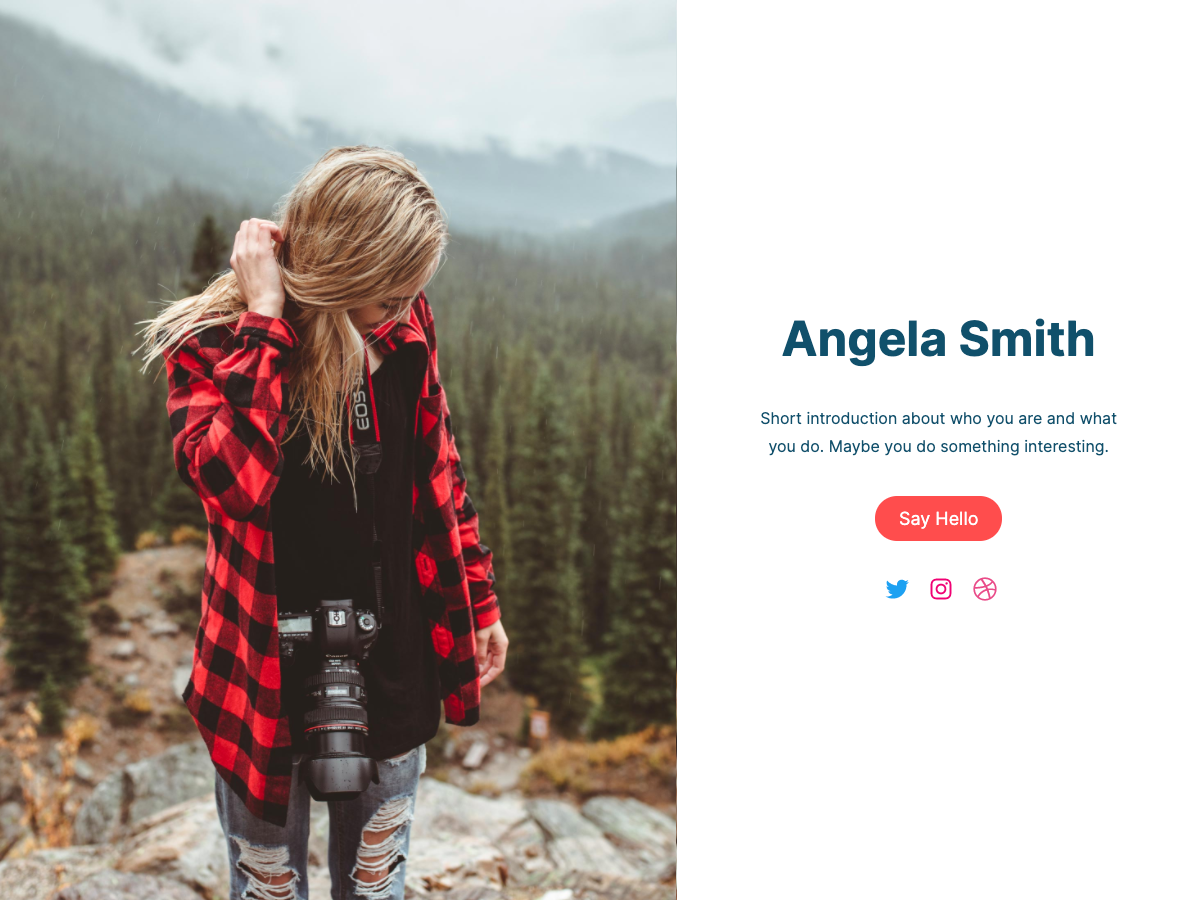 EOS
Canon
Angela Smith
Short introduction about who you are and what
you do. Maybe you do something interesting.
Say Hello